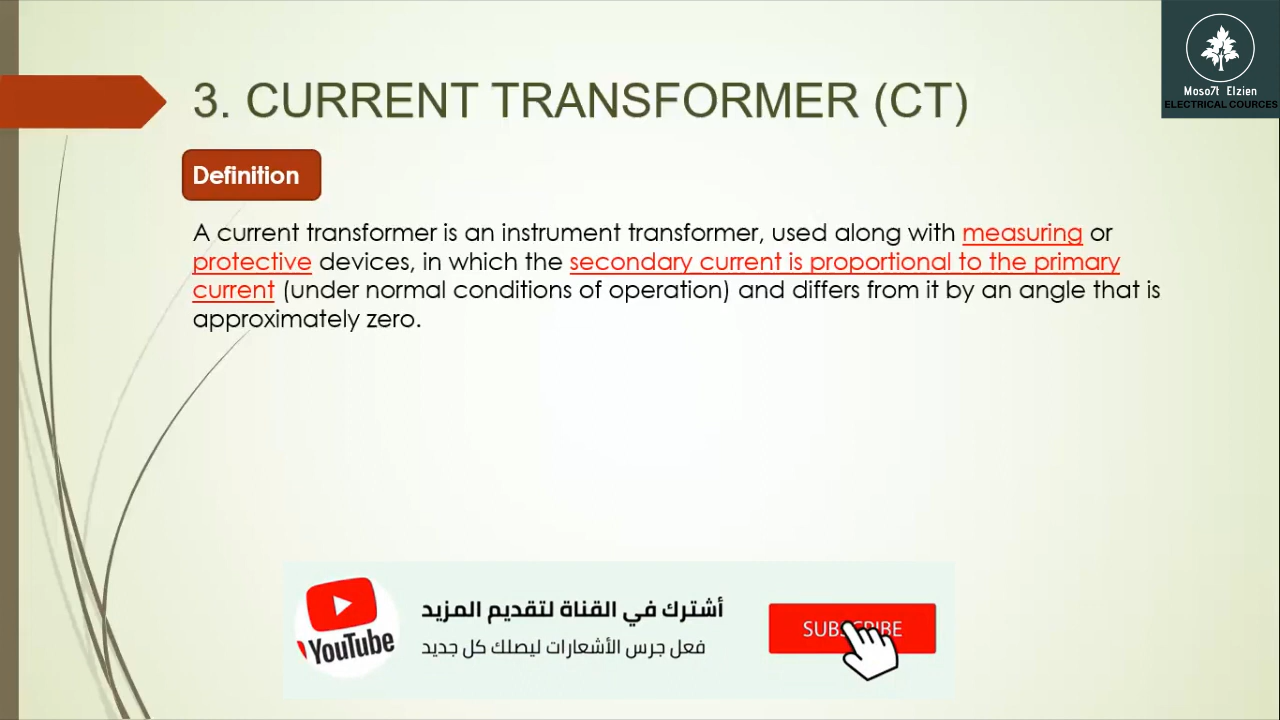 Maso7t Elzien
ELECTRICAL COURCES
3. CURRENT TRANSFORMER (CT)
Definition
A current transformer is an instrument transformer, used along with measuring or
protective devices, in which the secondary current is proportional to the primary
current (under normal conditions of operation) and differs from it by an angle that is
approximately zero.
أشترك في القناة لتقديم المزيد
فعل جرس الأشعارات ليصلك كل جديد
YouTube
SUBSCRIBE